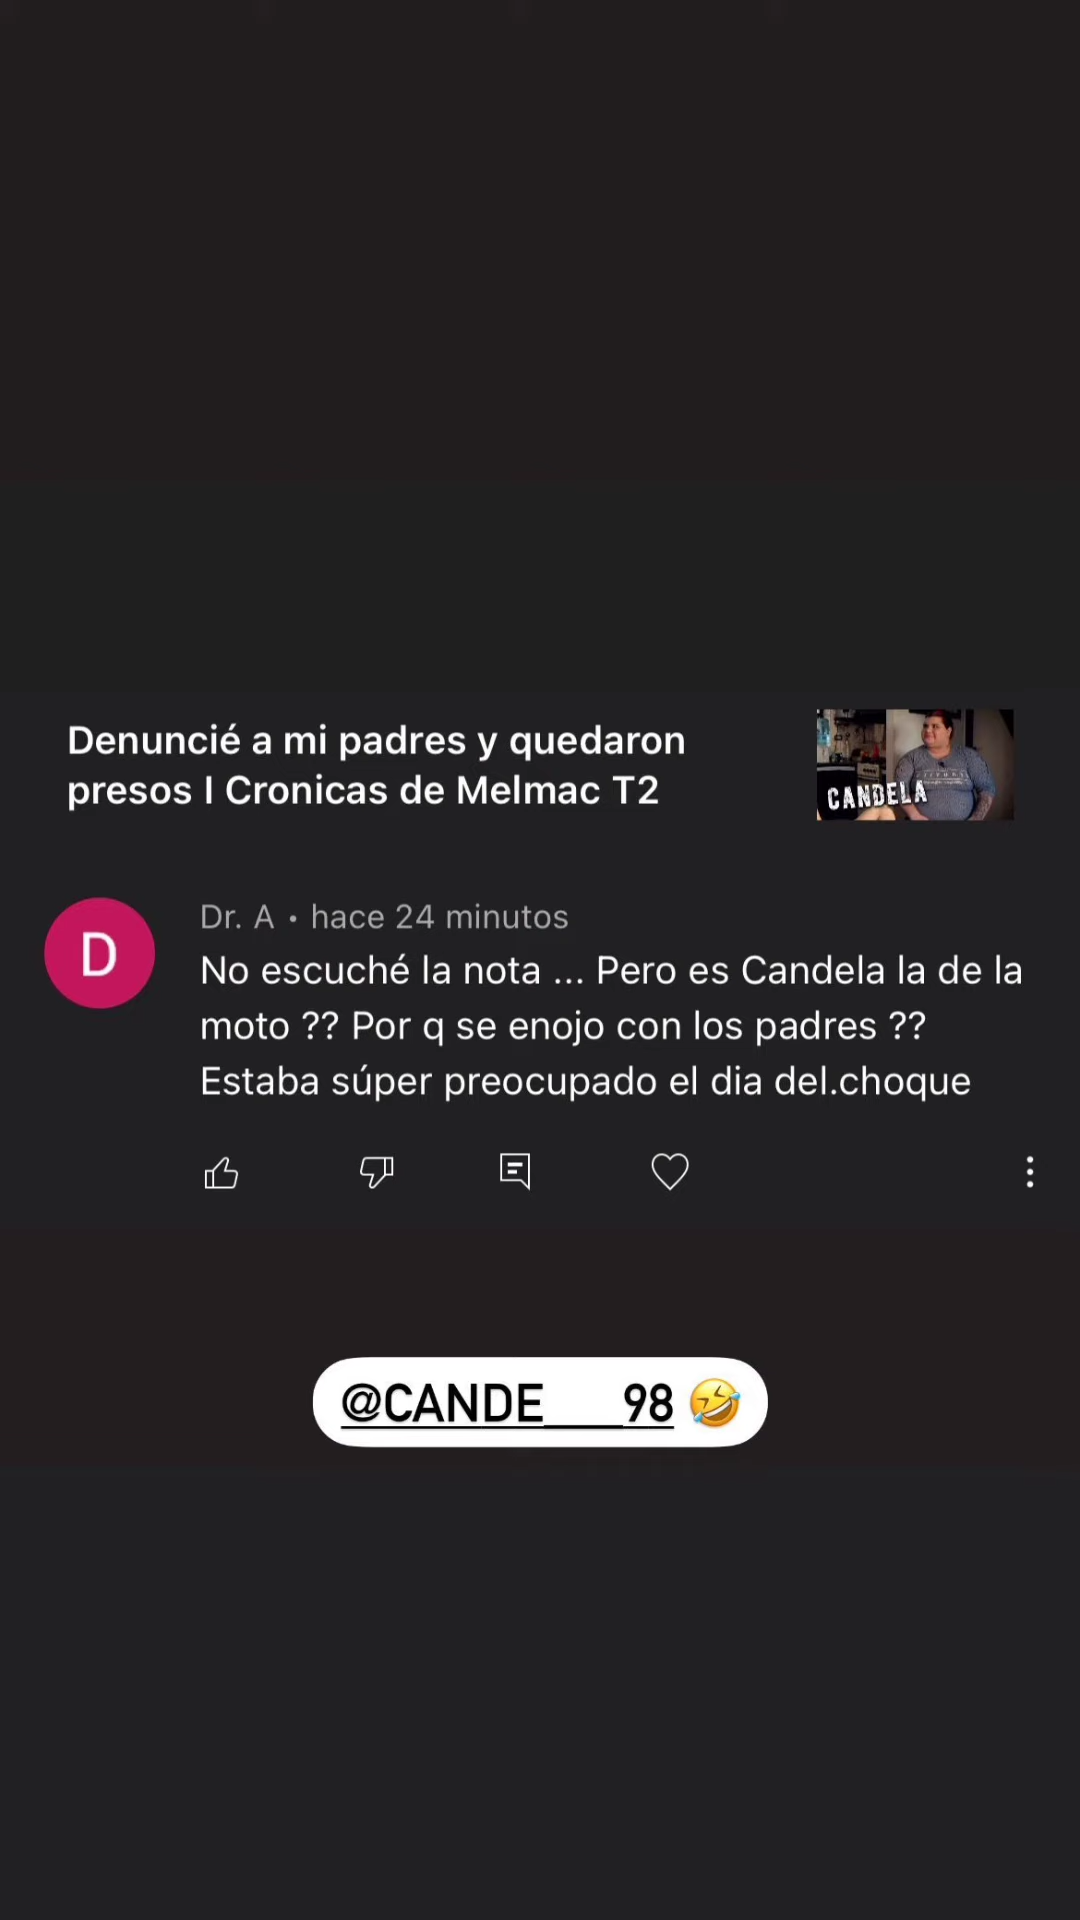 Denuncié a mi padres y quedaron
presos I Cronicas de Melmac T2
CANDELA
D
Dr. A • hace 24 minutos
No escuché la nota ... Pero es Candela la de la
moto ?? Por q se enojo con los padres ??
Estaba súper preocupado el dia del.choque
@CANDE___98 🤣